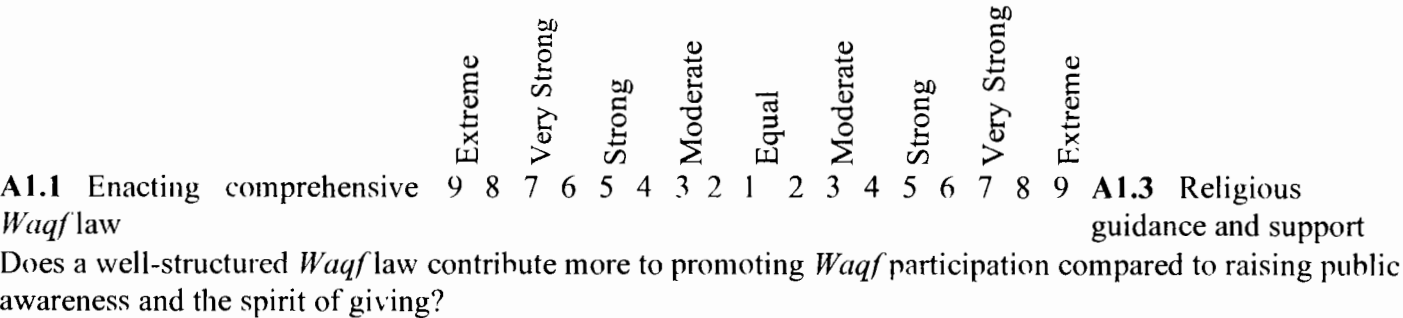 Extreme Very Strong Strong Moderate Equal Moderate Strong Very Strong Extreme
A1.1 Enacting comprehensive 9 8 7 6 5 4 3 2 1 2 3 4 5 6 7 8 9 A1.3 Religious
Waqf law guidance and support
Does a well-structured Waqf law contribute more to promoting Waqf participation compared to raising public
awareness and the spirit of giving?